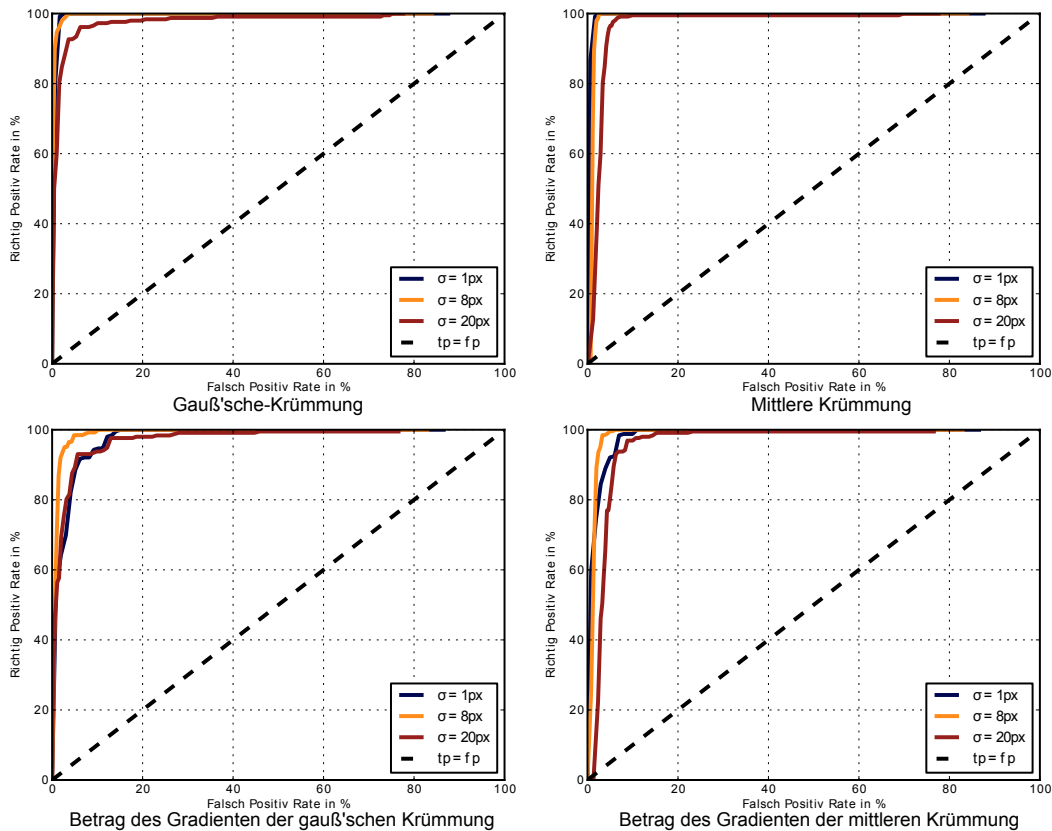 100
80
60
40
20
0
Richtig Positiv Rate in %
0 20 40 60 80 100
Falsch Positiv Rate in %
σ = 1px
σ = 8px
σ = 20px
tp = fp
Gauß'sche-Krümmung
100
80
60
40
20
0
Richtig Positiv Rate in %
0 20 40 60 80 100
Falsch Positiv Rate in %
σ = 1px
σ = 8px
σ = 20px
tp = fp
Mittlere Krümmung
100
80
60
40
20
0
Richtig Positiv Rate in %
0 20 40 60 80 100
Falsch Positiv Rate in %
σ = 1px
σ = 8px
σ = 20px
tp = fp
Betrag des Gradienten der gauß'schen Krümmung
100
80
60
40
20
0
Richtig Positiv Rate in %
0 20 40 60 80 100
Falsch Positiv Rate in %
σ = 1px
σ = 8px
σ = 20px
tp = fp
Betrag des Gradienten der mittleren Krümmung